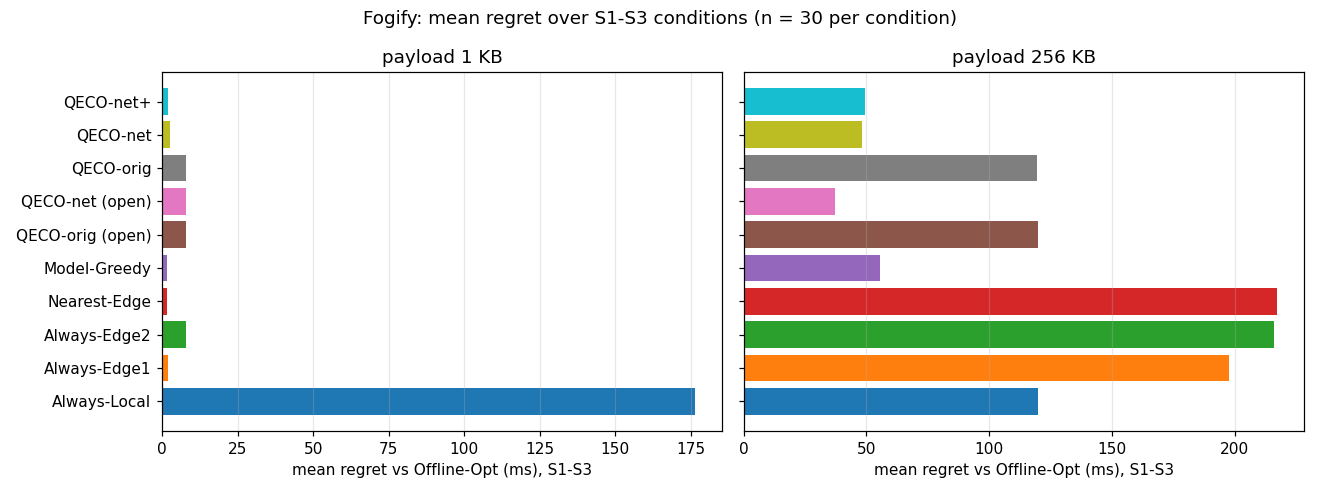 Fogify: mean regret over S1-S3 conditions (n = 30 per condition)
payload 1 KB
payload 256 KB
QECO-net+
QECO-net
QECO-orig
QECO-net (open)
QECO-orig (open)
Model-Greedy
Nearest-Edge
Always-Edge2
Always-Edge1
Always-Local
0 25 50 75 100 125 150 175
0 50 100 150 200
mean regret vs Offline-Opt (ms), S1-S3
mean regret vs Offline-Opt (ms), S1-S3